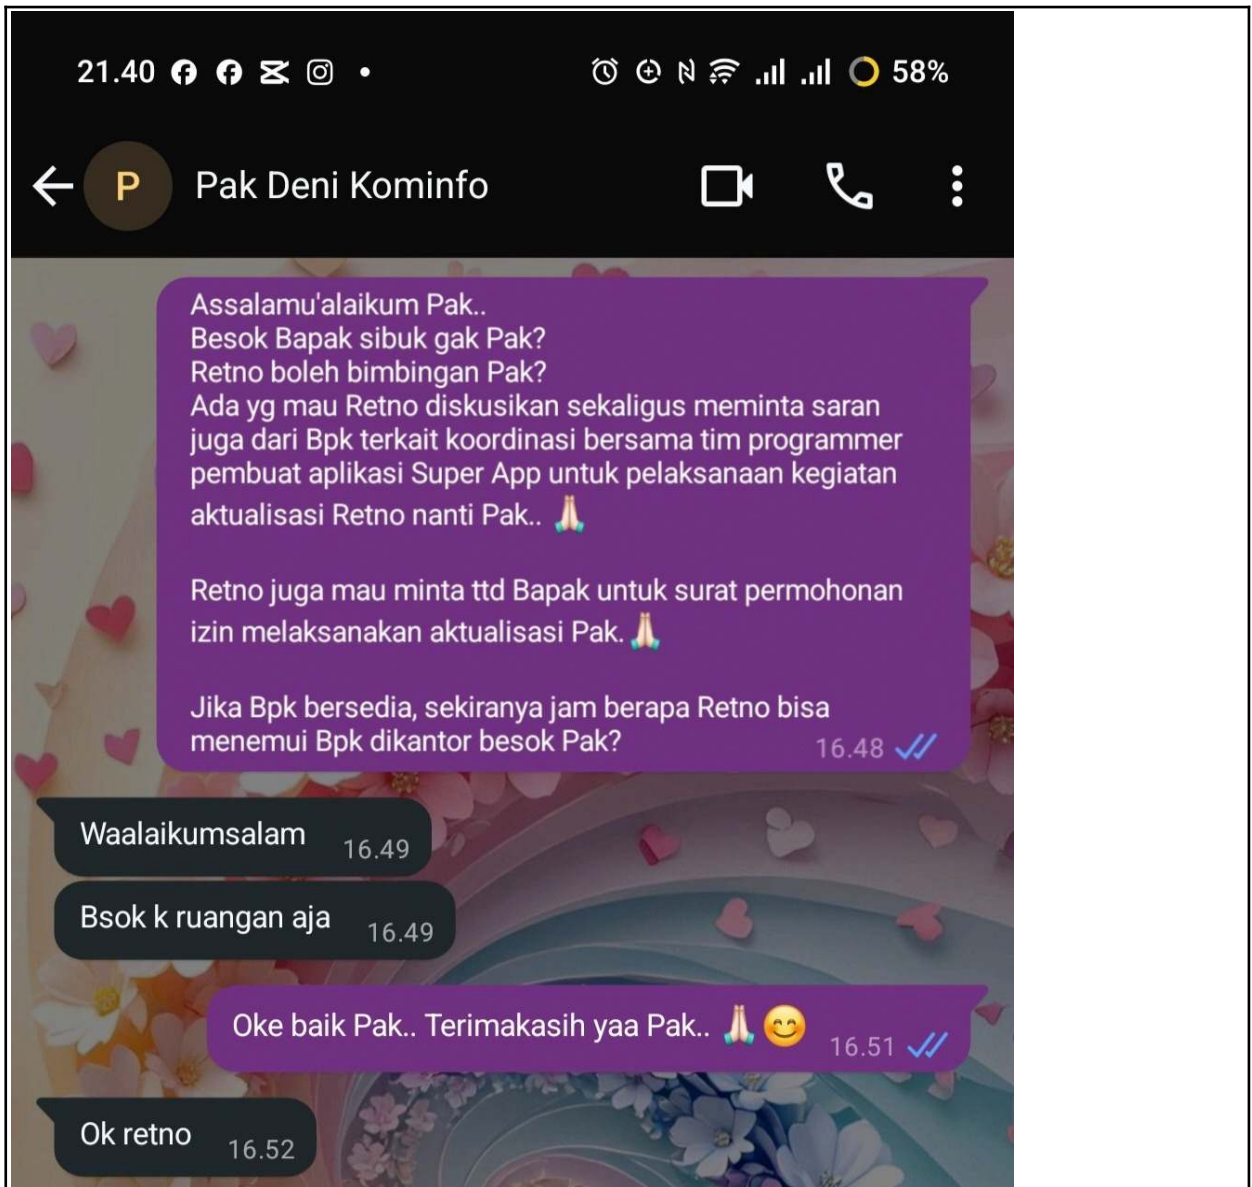 21.40
58%
P
Pak Deni Kominfo
Assalamu'alaikum Pak..
Besok Bapak sibuk gak Pak?
Retno boleh bimbingan Pak?
Ada yg mau Retno diskusikan sekaligus meminta saran
juga dari Bpk terkait koordinasi bersama tim programmer
pembuat aplikasi Super App untuk pelaksanaan kegiatan
aktualisasi Retno nanti Pak.. 🙏🏻
Retno juga mau minta ttd Bapak untuk surat permohonan
izin melaksanakan aktualisasi Pak. 🙏🏻
Jika Bpk bersedia, sekiranya jam berapa Retno bisa
menemui Bpk dikantor besok Pak?
16.48
Waalaikumsalam
16.49
Bsok k ruangan aja
16.49
Oke baik Pak.. Terimakasih yaa Pak.. 🙏🏻😊
16.51
Ok retno
16.52